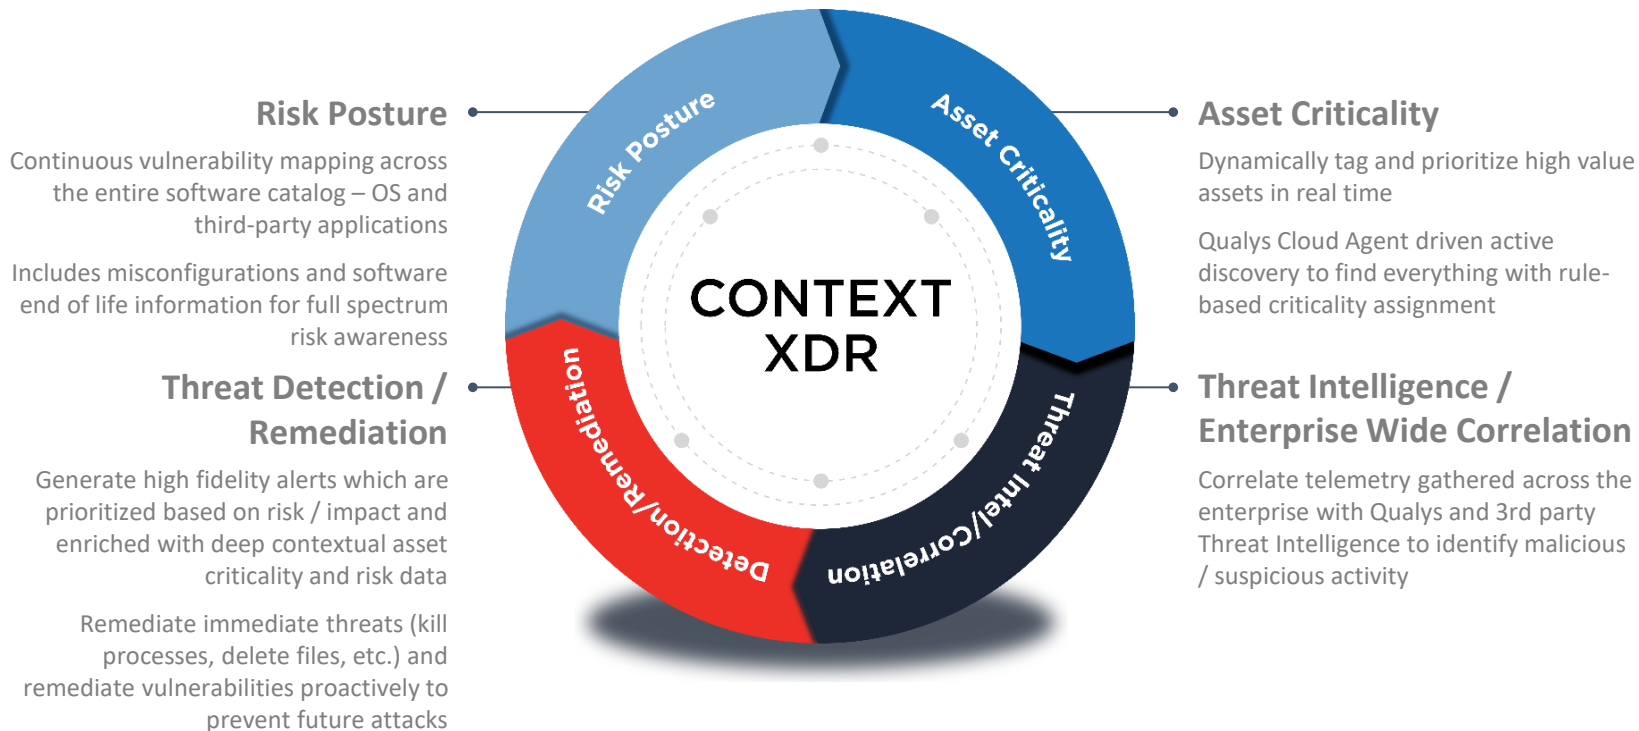 Risk Posture
Continuous vulnerability mapping across
the entire software catalog – OS and
third-party applications
Includes misconfigurations and software
end of life information for full spectrum
risk awareness
Threat Detection /
Remediation
Generate high fidelity alerts which are
prioritized based on risk / impact and
enriched with deep contextual asset
criticality and risk data
Remediate immediate threats (kill
processes, delete files, etc.) and
remediate vulnerabilities proactively to
prevent future attacks
Risk Posture
Asset Criticality
CONTEXT
XDR
Detection/Remediation
Threat Intel/Correlation
Asset Criticality
Dynamically tag and prioritize high value
assets in real time
Qualys Cloud Agent driven active
discovery to find everything with rule-
based criticality assignment
Threat Intelligence /
Enterprise Wide Correlation
Correlate telemetry gathered across the
enterprise with Qualys and 3rd party
Threat Intelligence to identify malicious
/ suspicious activity